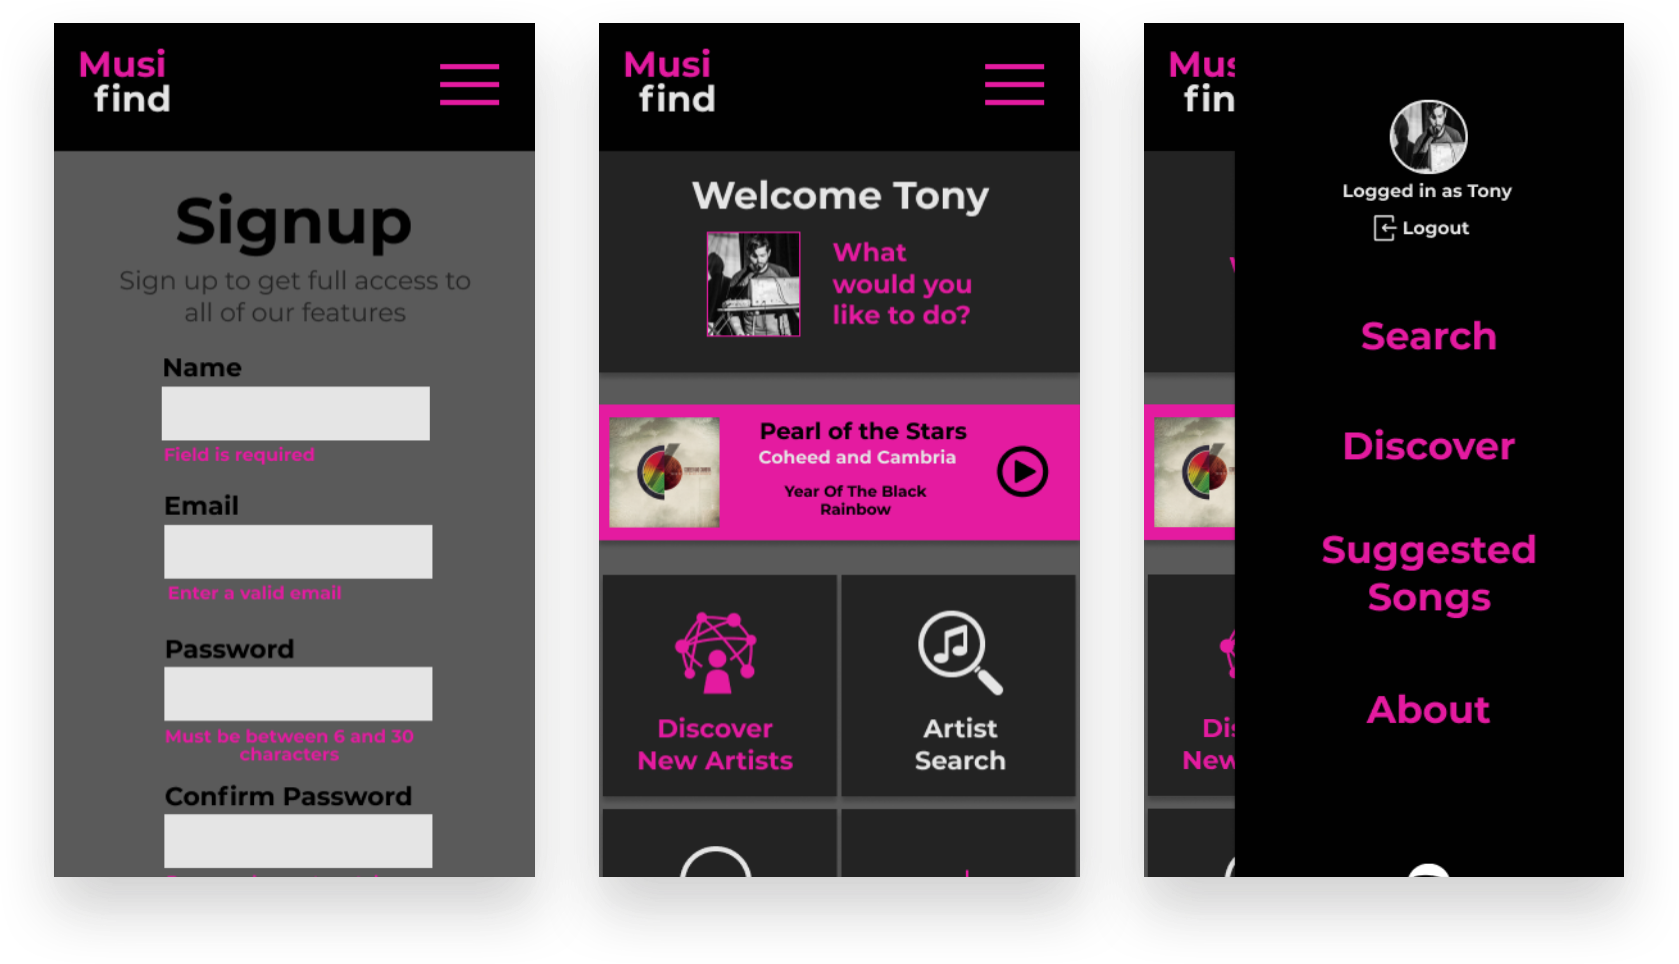 Musi
find
Signup
Sign up to get full access to
all of our features
Name
Field is required
Email
Enter a valid email
Password
Must be between 6 and 30
characters
Confirm Password
Musi
find
Welcome Tony
What
would you
like to do?
Pearl of the Stars
Coheed and Cambria
Year Of The Black
Rainbow
Discover
New Artists
Artist
Search
Mus
fin
Dis
New
Logged in as Tony
Logout
Search
Discover
Suggested
Songs
About